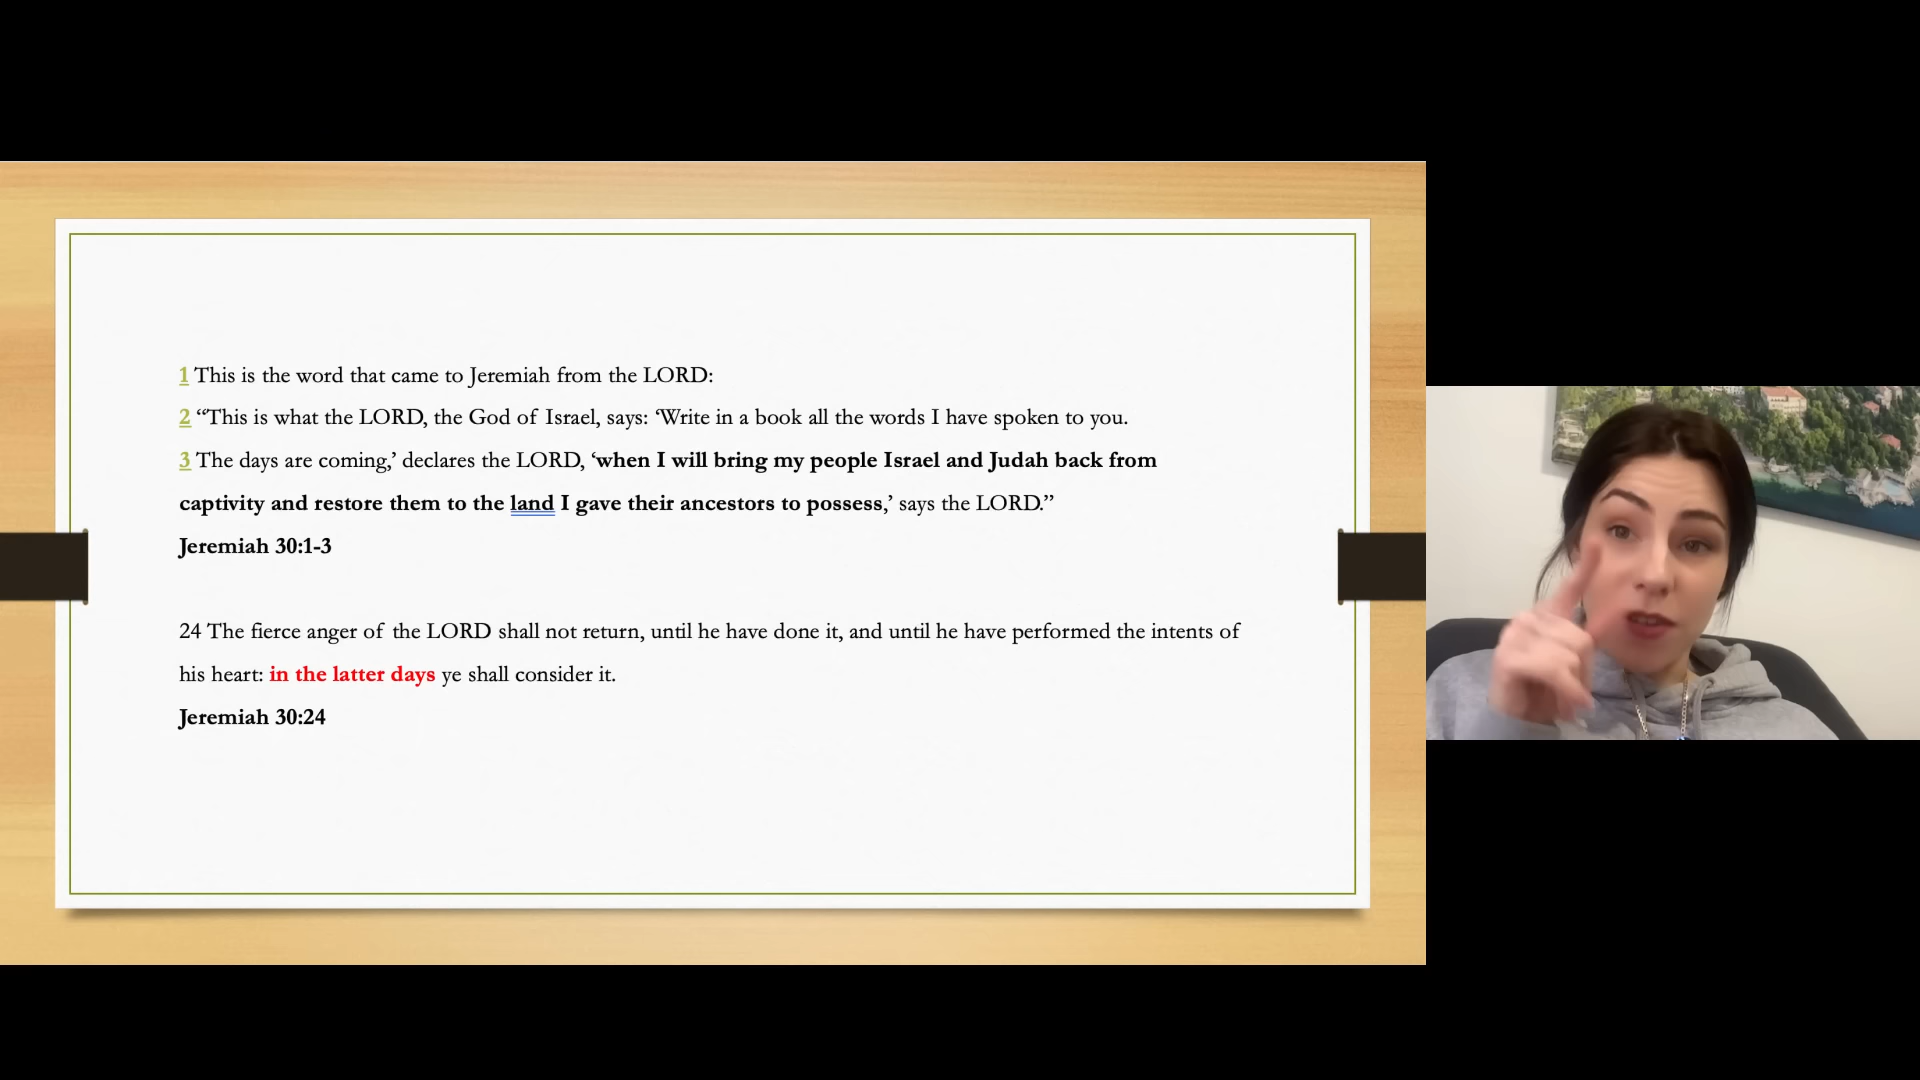 1 This is the word that came to Jeremiah from the LORD:
2 “This is what the LORD, the God of Israel, says: ‘Write in a book all the words I have spoken to you.
3 The days are coming,’ declares the LORD, ‘when I will bring my people Israel and Judah back from
captivity and restore them to the land I gave their ancestors to possess,’ says the LORD.”
Jeremiah 30:1-3
24 The fierce anger of the LORD shall not return, until he have done it, and until he have performed the intents of
his heart: in the latter days ye shall consider it.
Jeremiah 30:24